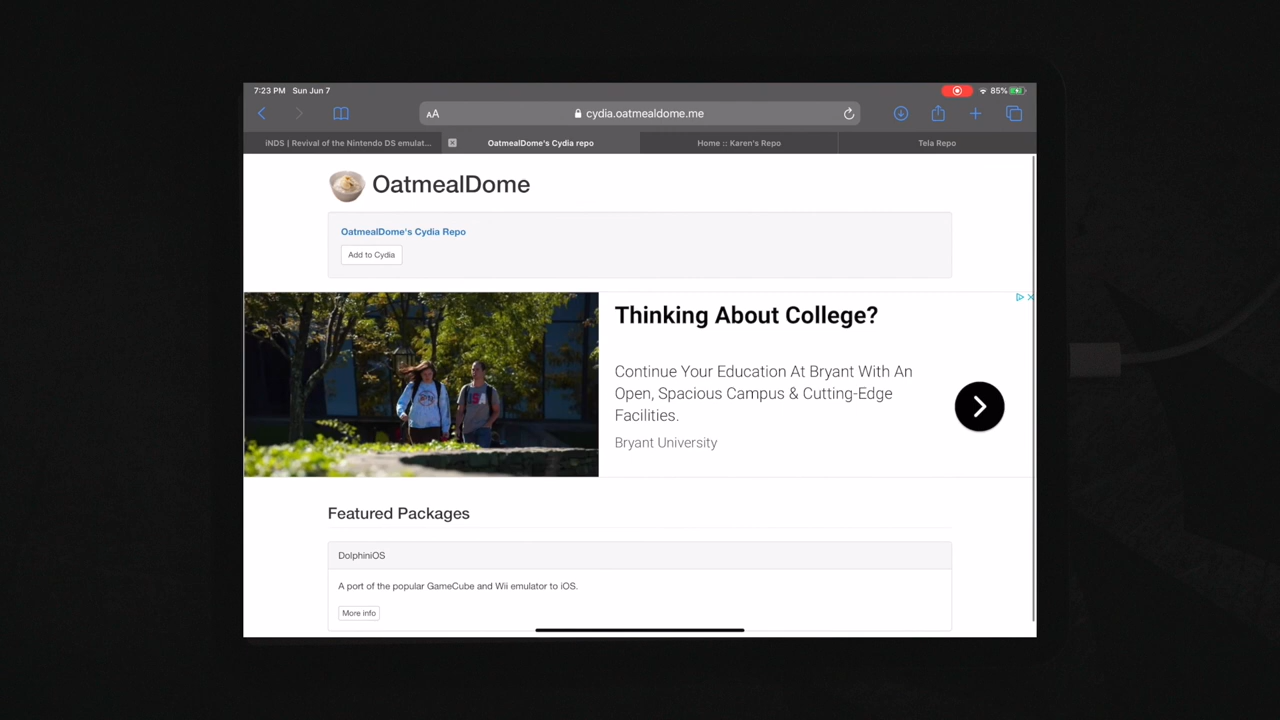 7:23 PM Sun Jun 7
85%
AA cydia.oatmealdome.me
iNDS | Revival of the Nintendo DS emulat...
OatmealDome's Cydia repo
Home :: Karen's Repo
Tela Repo
OatmealDome
OatmealDome's Cydia Repo
Add to Cydia
Thinking About College?
Continue Your Education At Bryant With An
Open, Spacious Campus & Cutting-Edge
Facilities.
Bryant University
Featured Packages
DolphiniOS
A port of the popular GameCube and Wii emulator to iOS.
More info